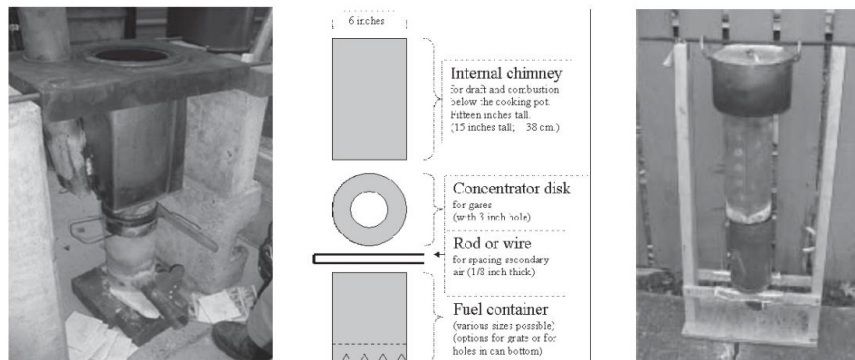 6 inches
Internal chimney
for draft and combustion
below the cooking pot.
Fifteen inches tall.
(15 inches tall; 38 cm.)
Concentrator disk
for gases
(with 3 inch hole)
Rod or wire
for spacing secondary
air (1/8 inch thick)
Fuel container
(various sizes possible)
(options for grate or for
holes in can bottom)